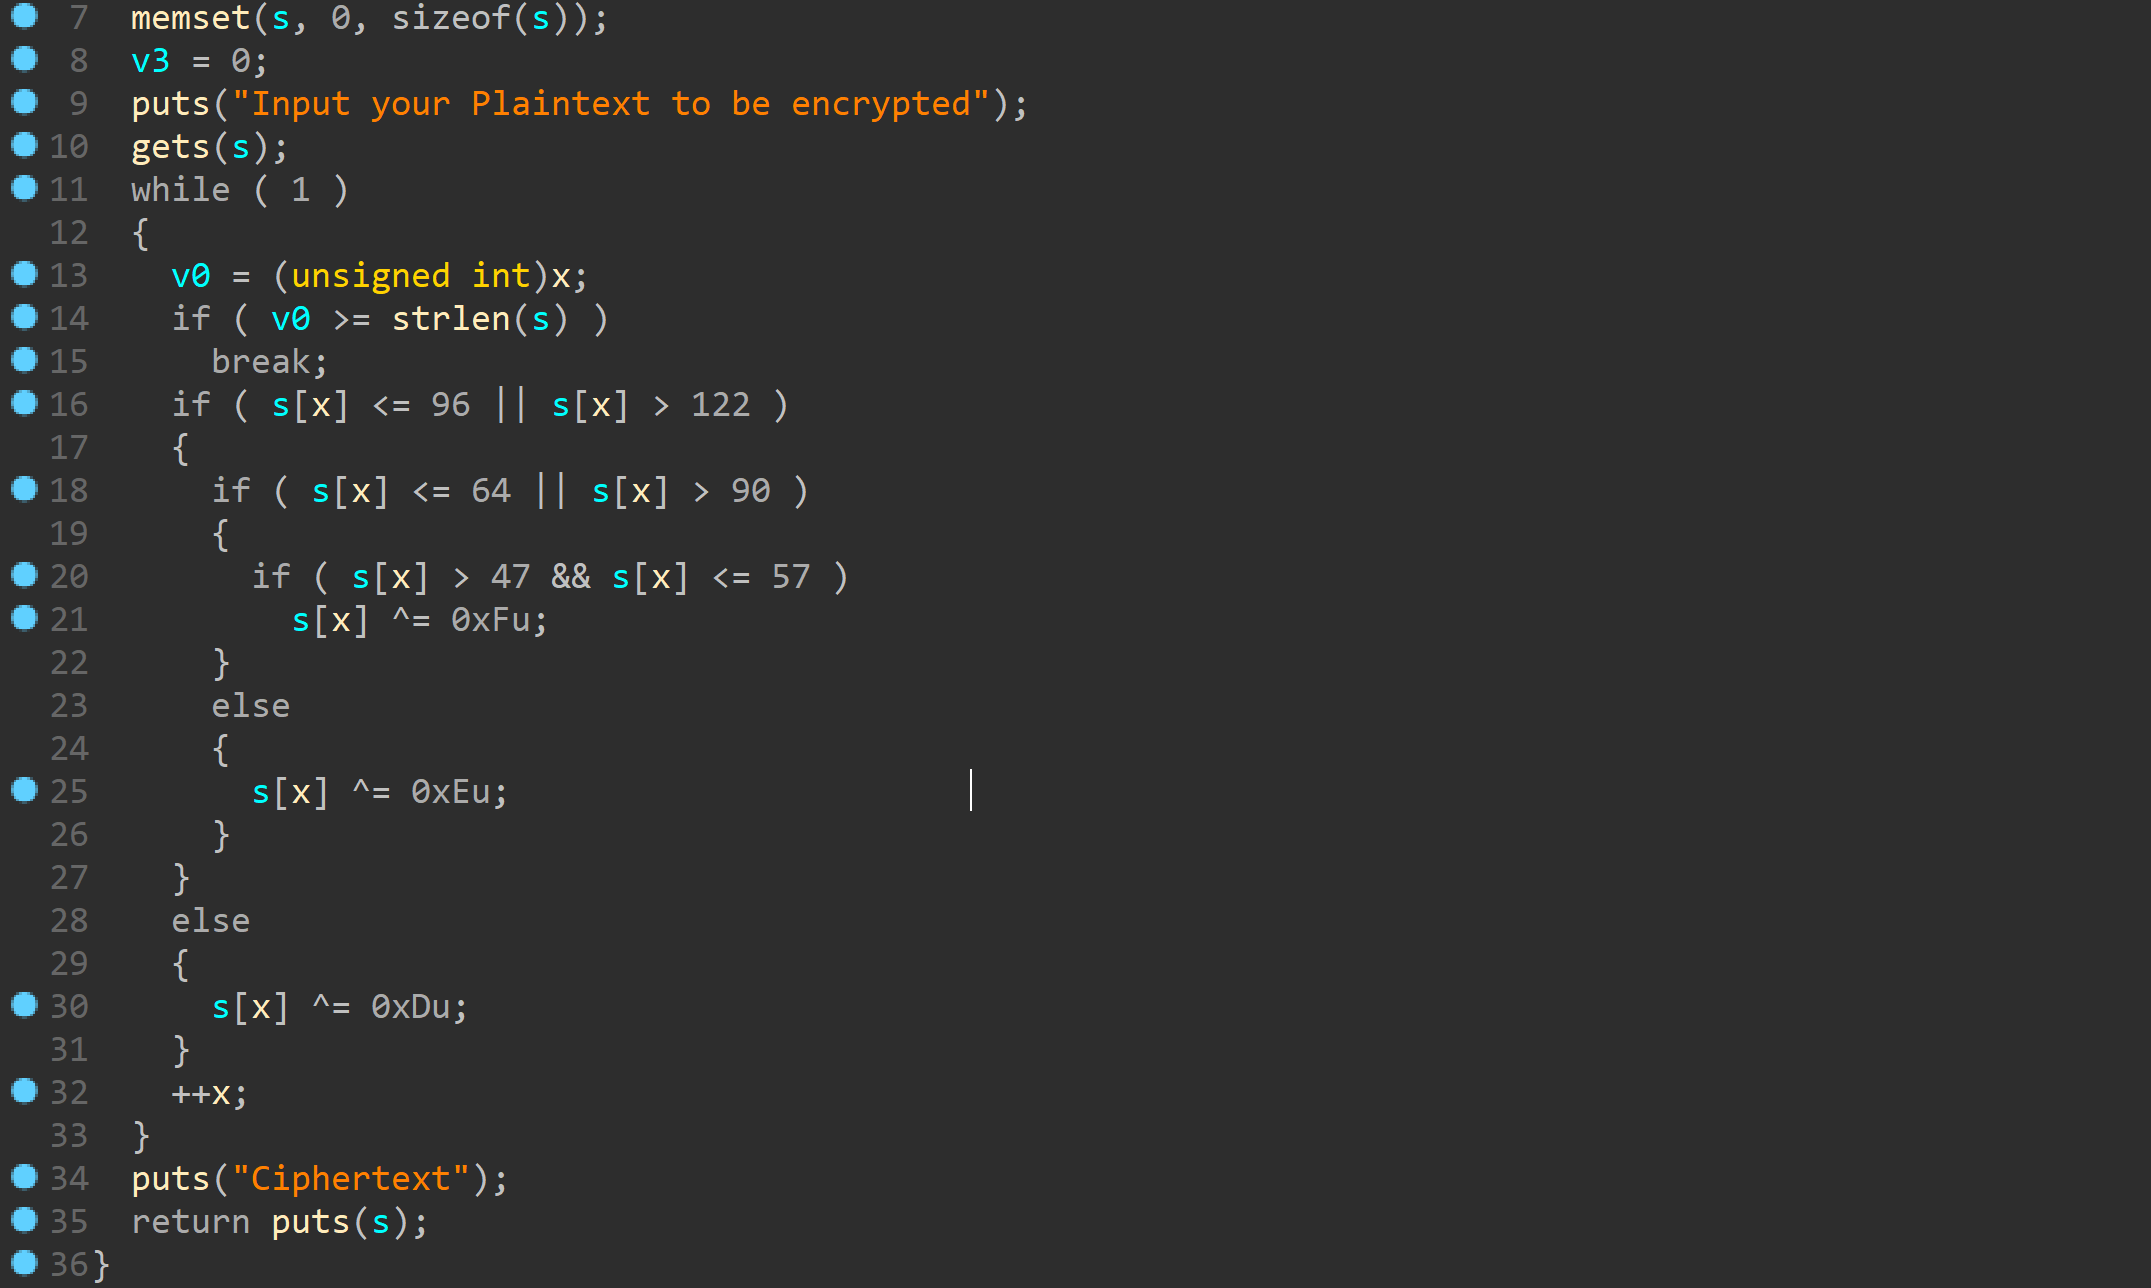 7 memset(s, 0, sizeof(s));
8 v3 = 0;
9 puts("Input your Plaintext to be encrypted");
10 gets(s);
11 while ( 1 )
12 {
13 v0 = (unsigned int)x;
14 if ( v0 >= strlen(s) )
15 break;
16 if ( s[x] <= 96 || s[x] > 122 )
17 {
18 if ( s[x] <= 64 || s[x] > 90 )
19 {
20 if ( s[x] > 47 && s[x] <= 57 )
21 s[x] ^= 0xFu;
22 }
23 else
24 {
25 s[x] ^= 0xEu;
26 }
27 }
28 else
29 {
30 s[x] ^= 0xDu;
31 }
32 ++x;
33 }
34 puts("Ciphertext");
35 return puts(s);
36 }